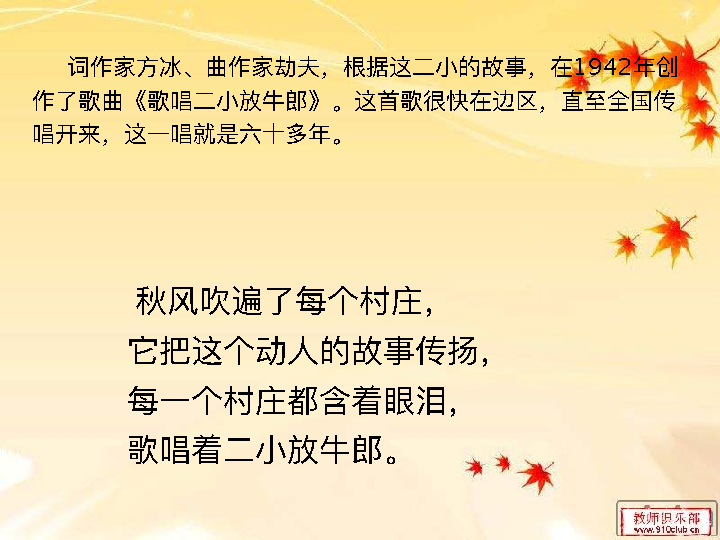 词作家方冰、曲作家劫夫，根据这二小的故事，在1942年创
作了歌曲《歌唱二小放牛郎》。这首歌很快在边区，直至全国传
唱开来，这一唱就是六十多年。
秋风吹遍了每个村庄，
它把这个动人的故事传扬，
每一个村庄都含着眼泪，
歌唱着二小放牛郎。
教师俱乐部
www.910club.cn